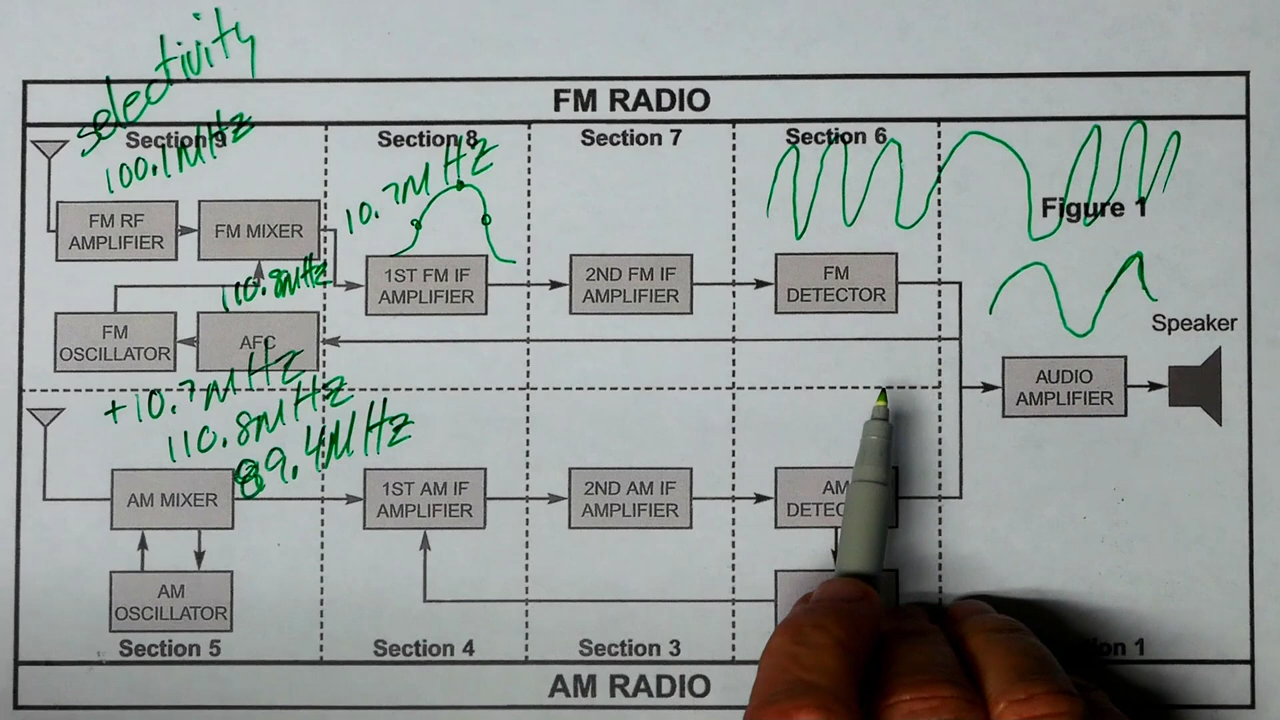 selectivity
FM RADIO
Section 9
Section 8
Section 7
Section 6
100.1MHz
10.7MHz
Figure 1
FM RF
AMPLIFIER
FM MIXER
1ST FM IF
AMPLIFIER
2ND FM IF
AMPLIFIER
FM
DETECTOR
110.8MHz
FM
OSCILLATOR
AFC
Speaker
AUDIO
AMPLIFIER
+10.7MHz
110.8MHz
89.4MHz
AM MIXER
1ST AM IF
AMPLIFIER
2ND AM IF
AMPLIFIER
AM
AM
OSCILLATOR
Section 5
Section 4
Section 3
1
AM RADIO